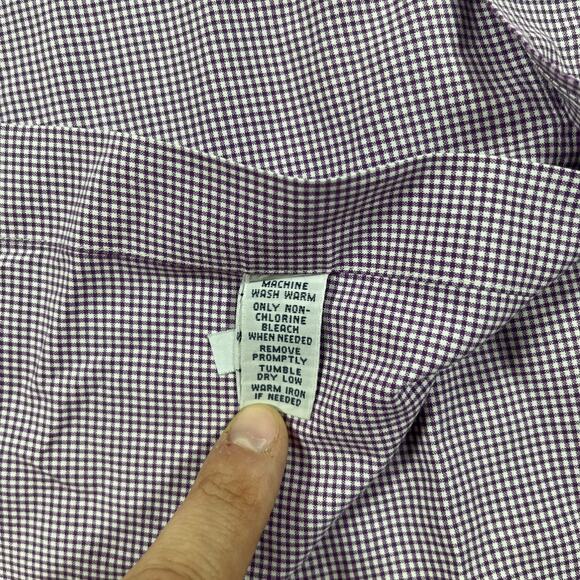 MACHINE
WASH WARM
ONLY NON-
CHLORINE
BLEACH
WHEN NEEDED
REMOVE
PROMPTLY
TUMBLE
DRY LOW
WARM IRON
IF NEEDED